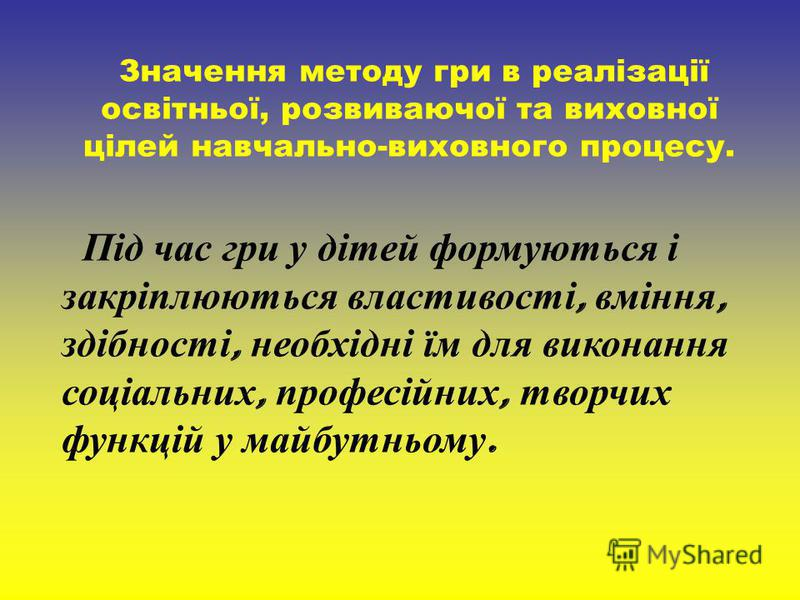 Значення методу гри в реалізації
освітньої, розвиваючої та виховної
цілей навчально-виховного процесу.
Під час гри у дітей формуються і
закріплюються властивості, вміння,
здібності, необхідні їм для виконання
соціальних, професійних, творчих
функцій у майбутньому.
MyShared